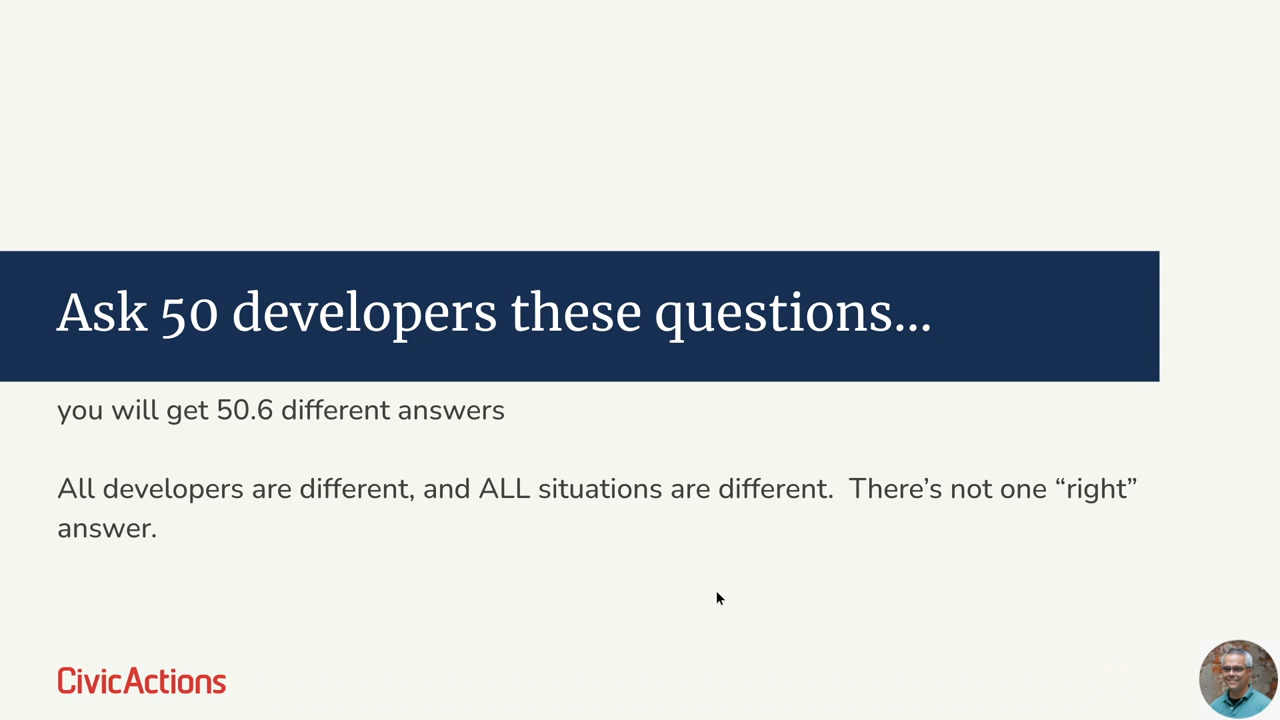 Ask 50 developers these questions...
you will get 50.6 different answers
All developers are different, and ALL situations are different.  There’s not one “right”
answer.
CivicActions